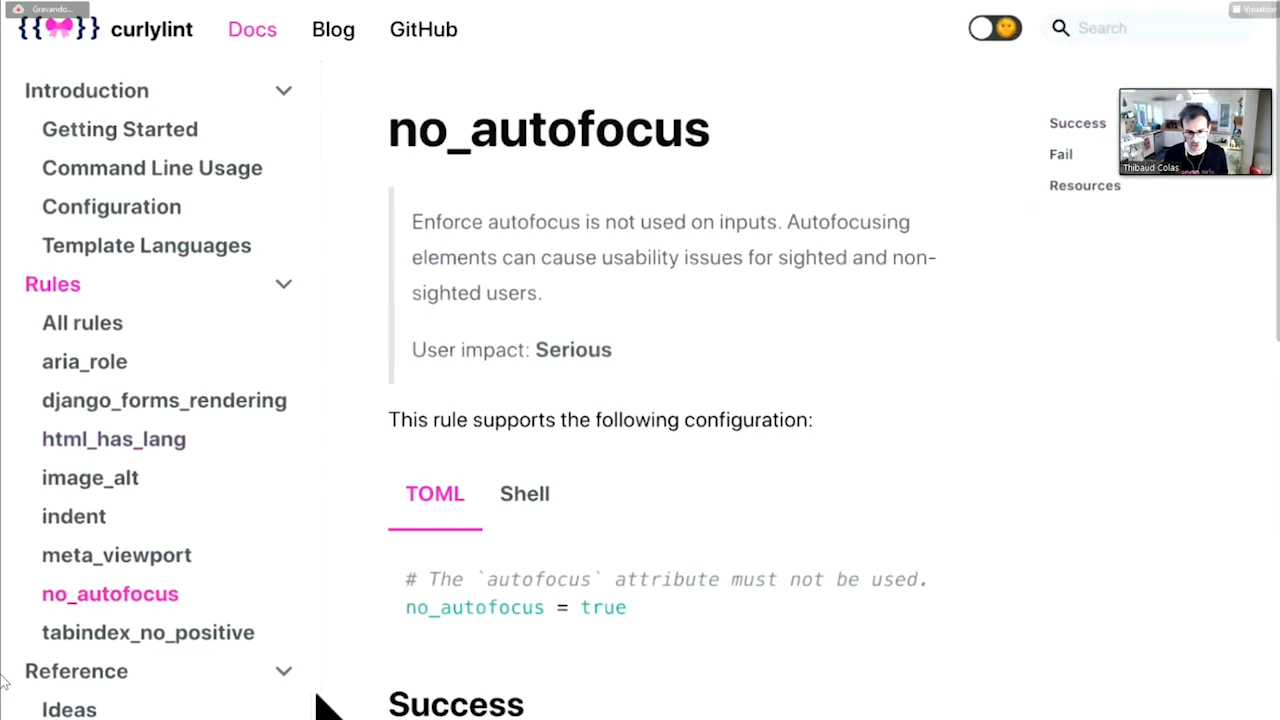 Gravando...
Visualizar
{{ }} curlylint
Docs
Blog
GitHub
Search
Introduction
Getting Started
Command Line Usage
Configuration
Template Languages
Rules
All rules
aria_role
django_forms_rendering
html_has_lang
image_alt
indent
meta_viewport
no_autofocus
tabindex_no_positive
Reference
Ideas
no_autofocus
Enforce autofocus is not used on inputs. Autofocusing
elements can cause usability issues for sighted and non-
sighted users.
User impact: Serious
This rule supports the following configuration:
TOML
Shell
# The `autofocus` attribute must not be used.
no_autofocus = true
Success
Success
Fail
Resources
Thibaud Colas